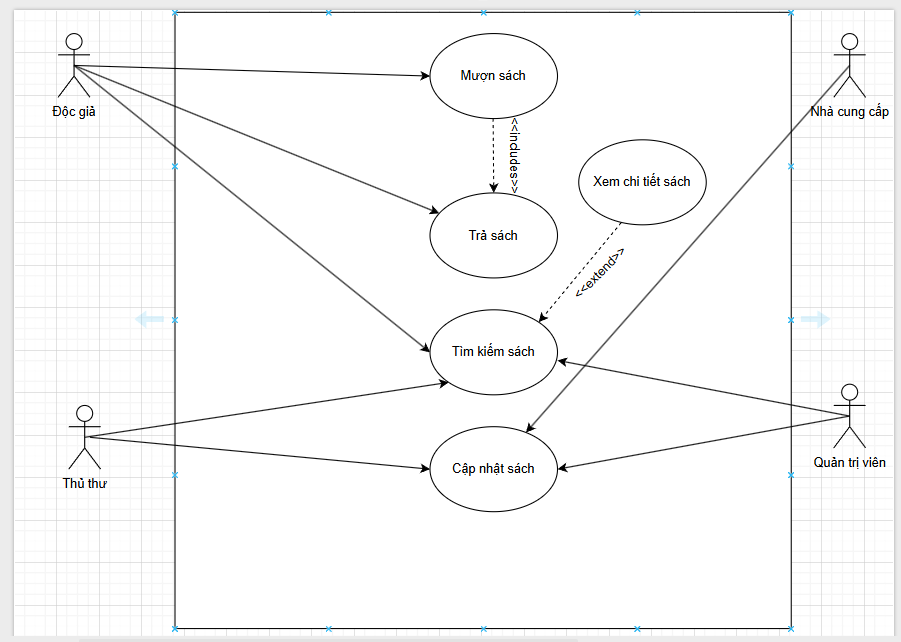 Độc giả
Nhà cung cấp
Mượn sách
<<includes>>
Xem chi tiết sách
Trả sách
<<extend>>
Tìm kiếm sách
Thủ thư
Quản trị viên
Cập nhật sách